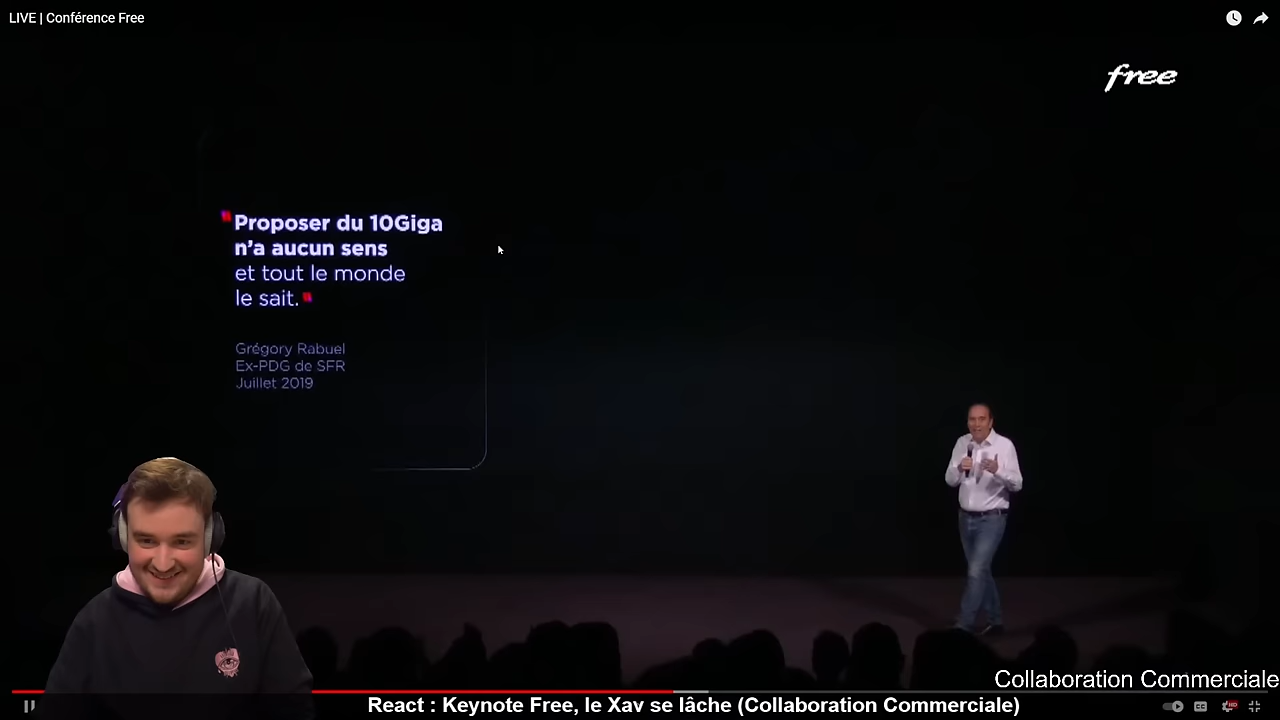 LIVE | Conférence Free
free
"Proposer du 10Giga
n'a aucun sens
et tout le monde
le sait."
Grégory Rabuel
Ex-PDG de SFR
Juillet 2019
Collaboration Commerciale
React : Keynote Free, le Xav se lâche (Collaboration Commerciale)
HD